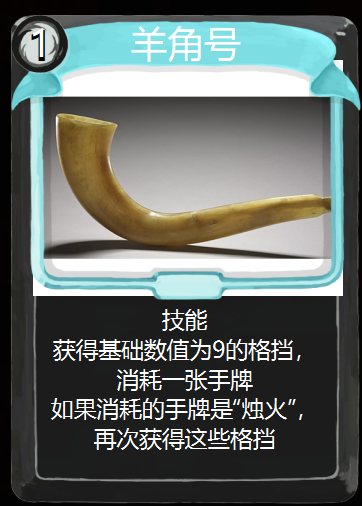 1
羊角号
技能
获得基础数值为9的格挡，
消耗一张手牌
如果消耗的手牌是“烛火”，
再次获得这些格挡